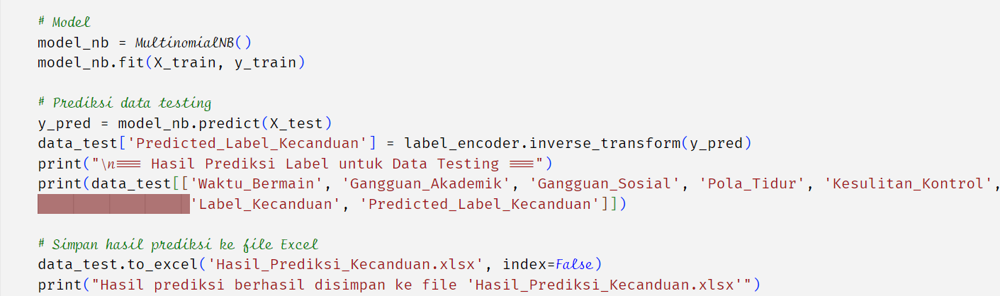 # Model
model_nb = MultinomialNB()
model_nb.fit(X_train, y_train)
# Prediksi data testing
y_pred = model_nb.predict(X_test)
data_test['Predicted_Label_Kecanduan'] = label_encoder.inverse_transform(y_pred)
print("\n=== Hasil Prediksi Label untuk Data Testing ===")
print(data_test[['Waktu_Bermain', 'Gangguan_Akademik', 'Gangguan_Sosial', 'Pola_Tidur', 'Kesulitan_Kontrol',
'Label_Kecanduan', 'Predicted_Label_Kecanduan']])
# Simpan hasil prediksi ke file Excel
data_test.to_excel('Hasil_Prediksi_Kecanduan.xlsx', index=False)
print("Hasil prediksi berhasil disimpan ke file 'Hasil_Prediksi_Kecanduan.xlsx'")